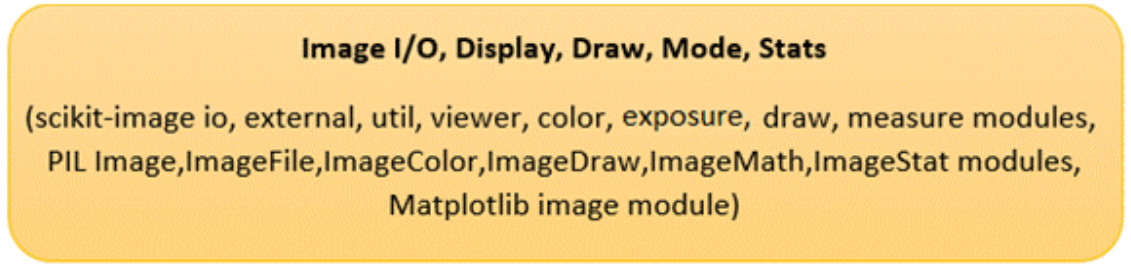 Image I/O, Display, Draw, Mode, Stats
(scikit-image io, external, util, viewer, color, exposure, draw, measure modules,
PIL Image,ImageFile,ImageColor,ImageDraw,ImageMath,ImageStat modules,
Matplotlib image module)